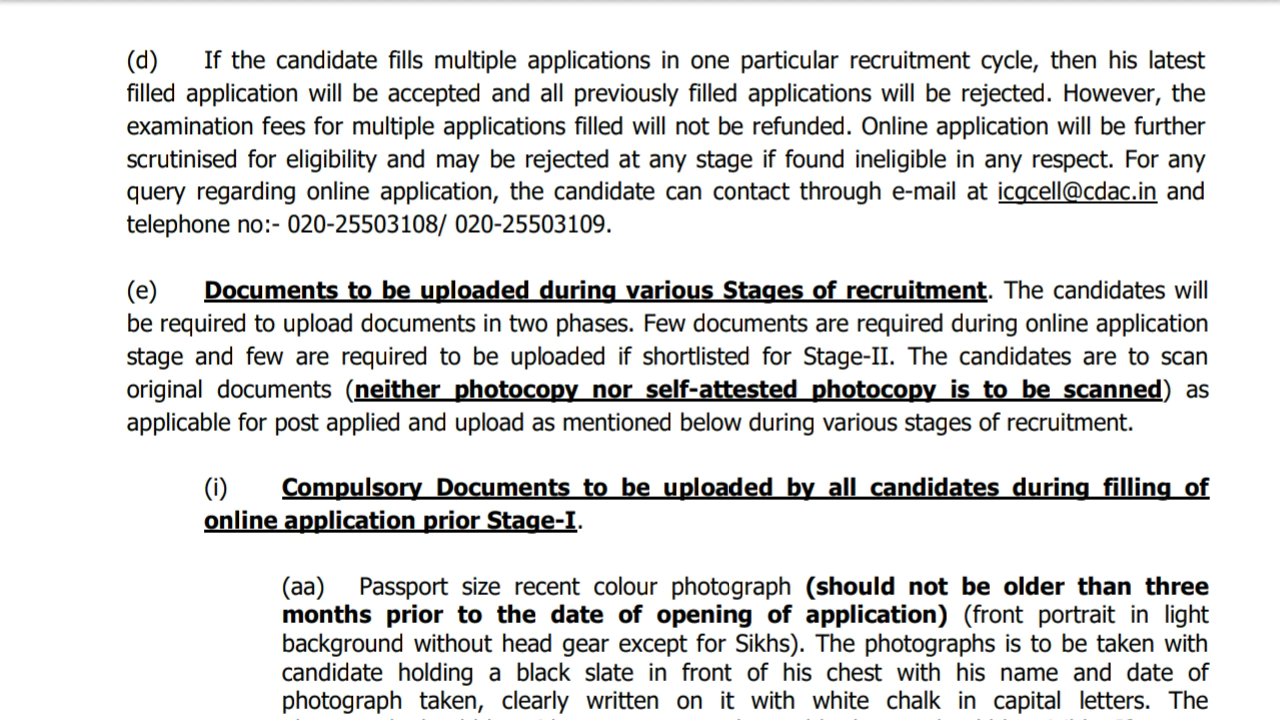 (d) If the candidate fills multiple applications in one particular recruitment cycle, then his latest
filled application will be accepted and all previously filled applications will be rejected. However, the
examination fees for multiple applications filled will not be refunded. Online application will be further
scrutinised for eligibility and may be rejected at any stage if found ineligible in any respect. For any
query regarding online application, the candidate can contact through e-mail at icgcell@cdac.in and
telephone no:- 020-25503108/ 020-25503109.
(e) Documents to be uploaded during various Stages of recruitment. The candidates will
be required to upload documents in two phases. Few documents are required during online application
stage and few are required to be uploaded if shortlisted for Stage-II. The candidates are to scan
original documents (neither photocopy nor self-attested photocopy is to be scanned) as
applicable for post applied and upload as mentioned below during various stages of recruitment.
(i) Compulsory Documents to be uploaded by all candidates during filling of
online application prior Stage-I.
(aa) Passport size recent colour photograph (should not be older than three
months prior to the date of opening of application) (front portrait in light
background without head gear except for Sikhs). The photographs is to be taken with
candidate holding a black slate in front of his chest with his name and date of
photograph taken, clearly written on it with white chalk in capital letters. The